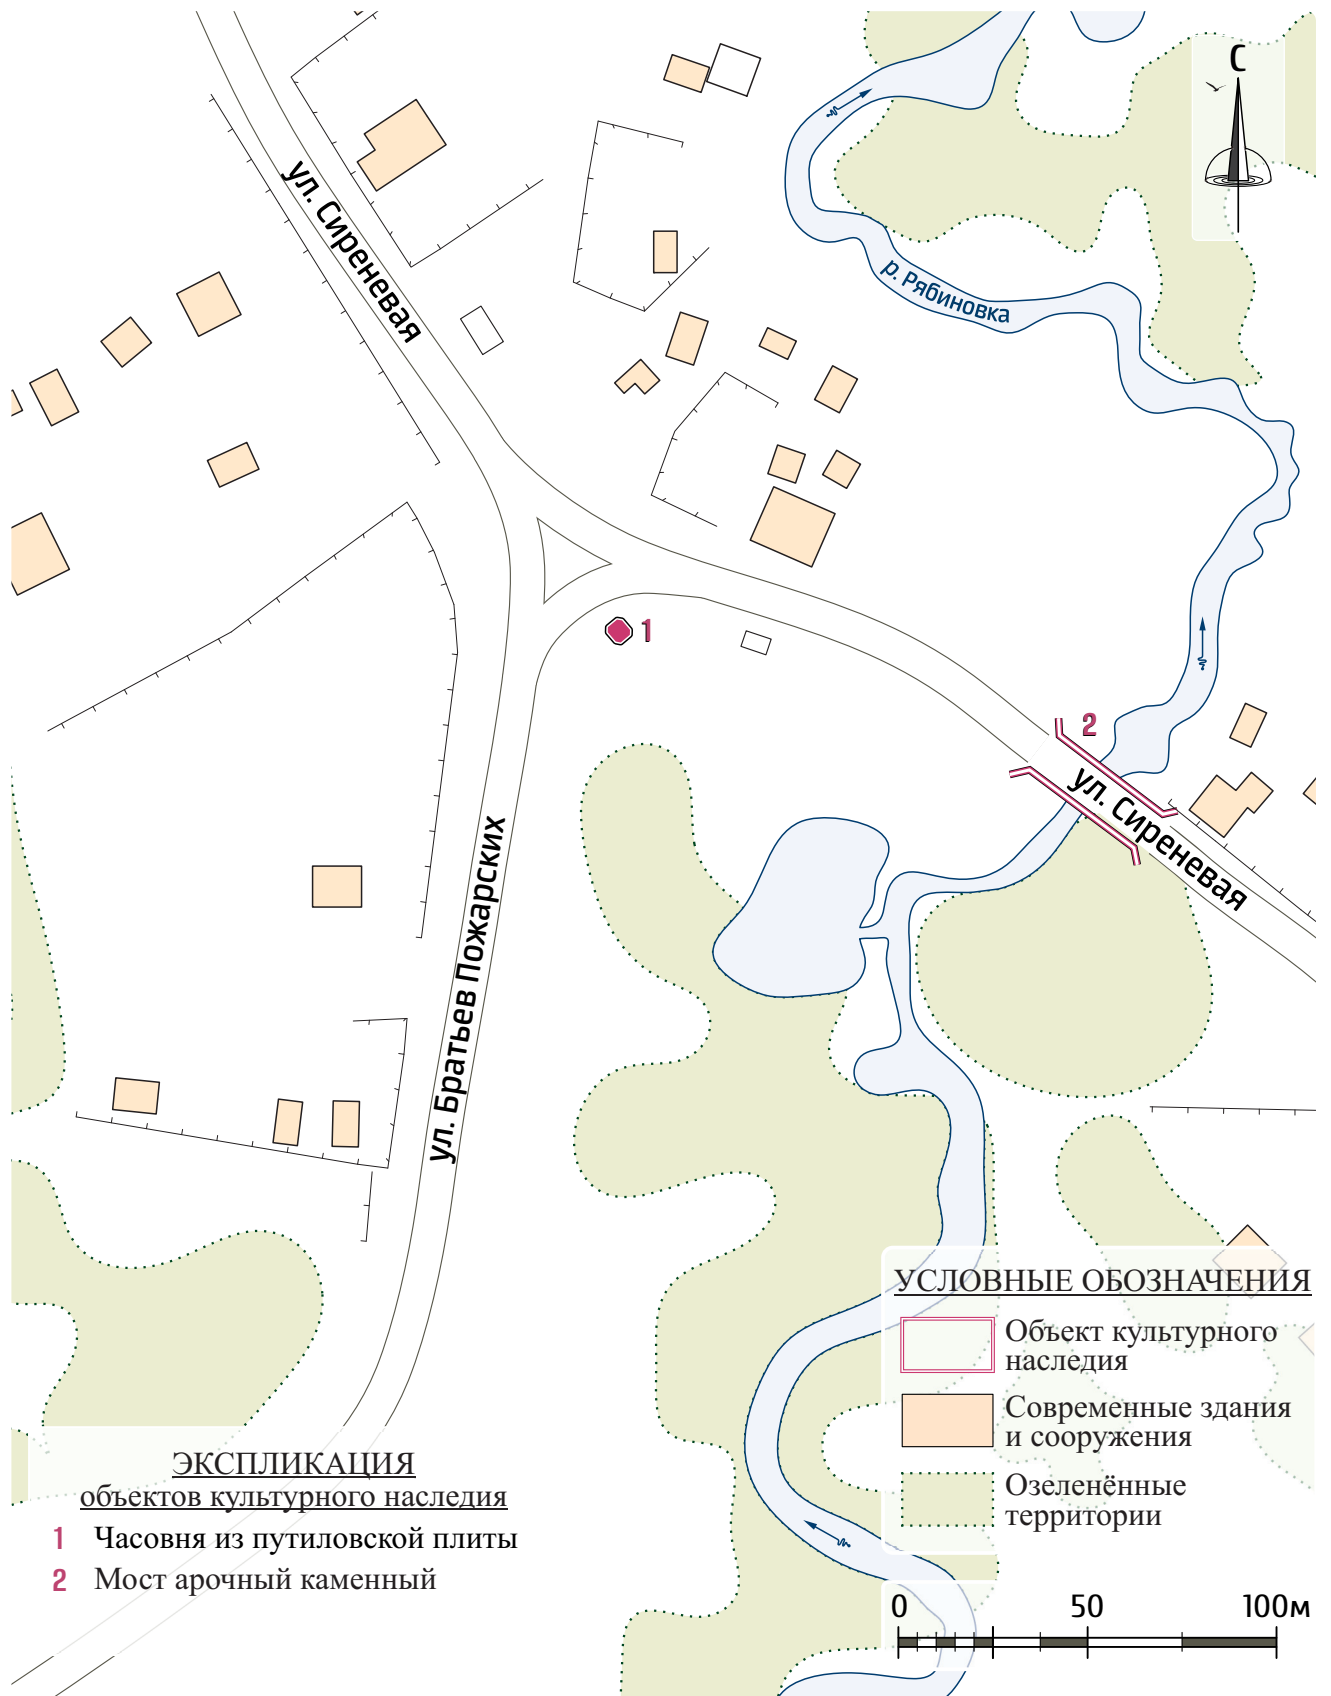 С
ул. Сиреневая
р. Рябиновка
1
2
ул. Сиреневая
ул. Братьев Пожарских
УСЛОВНЫЕ ОБОЗНАЧЕНИЯ
Объект культурного
наследия
Современные здания
и сооружения
Озеленённые
территории
ЭКСПЛИКАЦИЯ
объектов культурного наследия
1 Часовня из путиловской плиты
2 Мост арочный каменный
0 50 100м